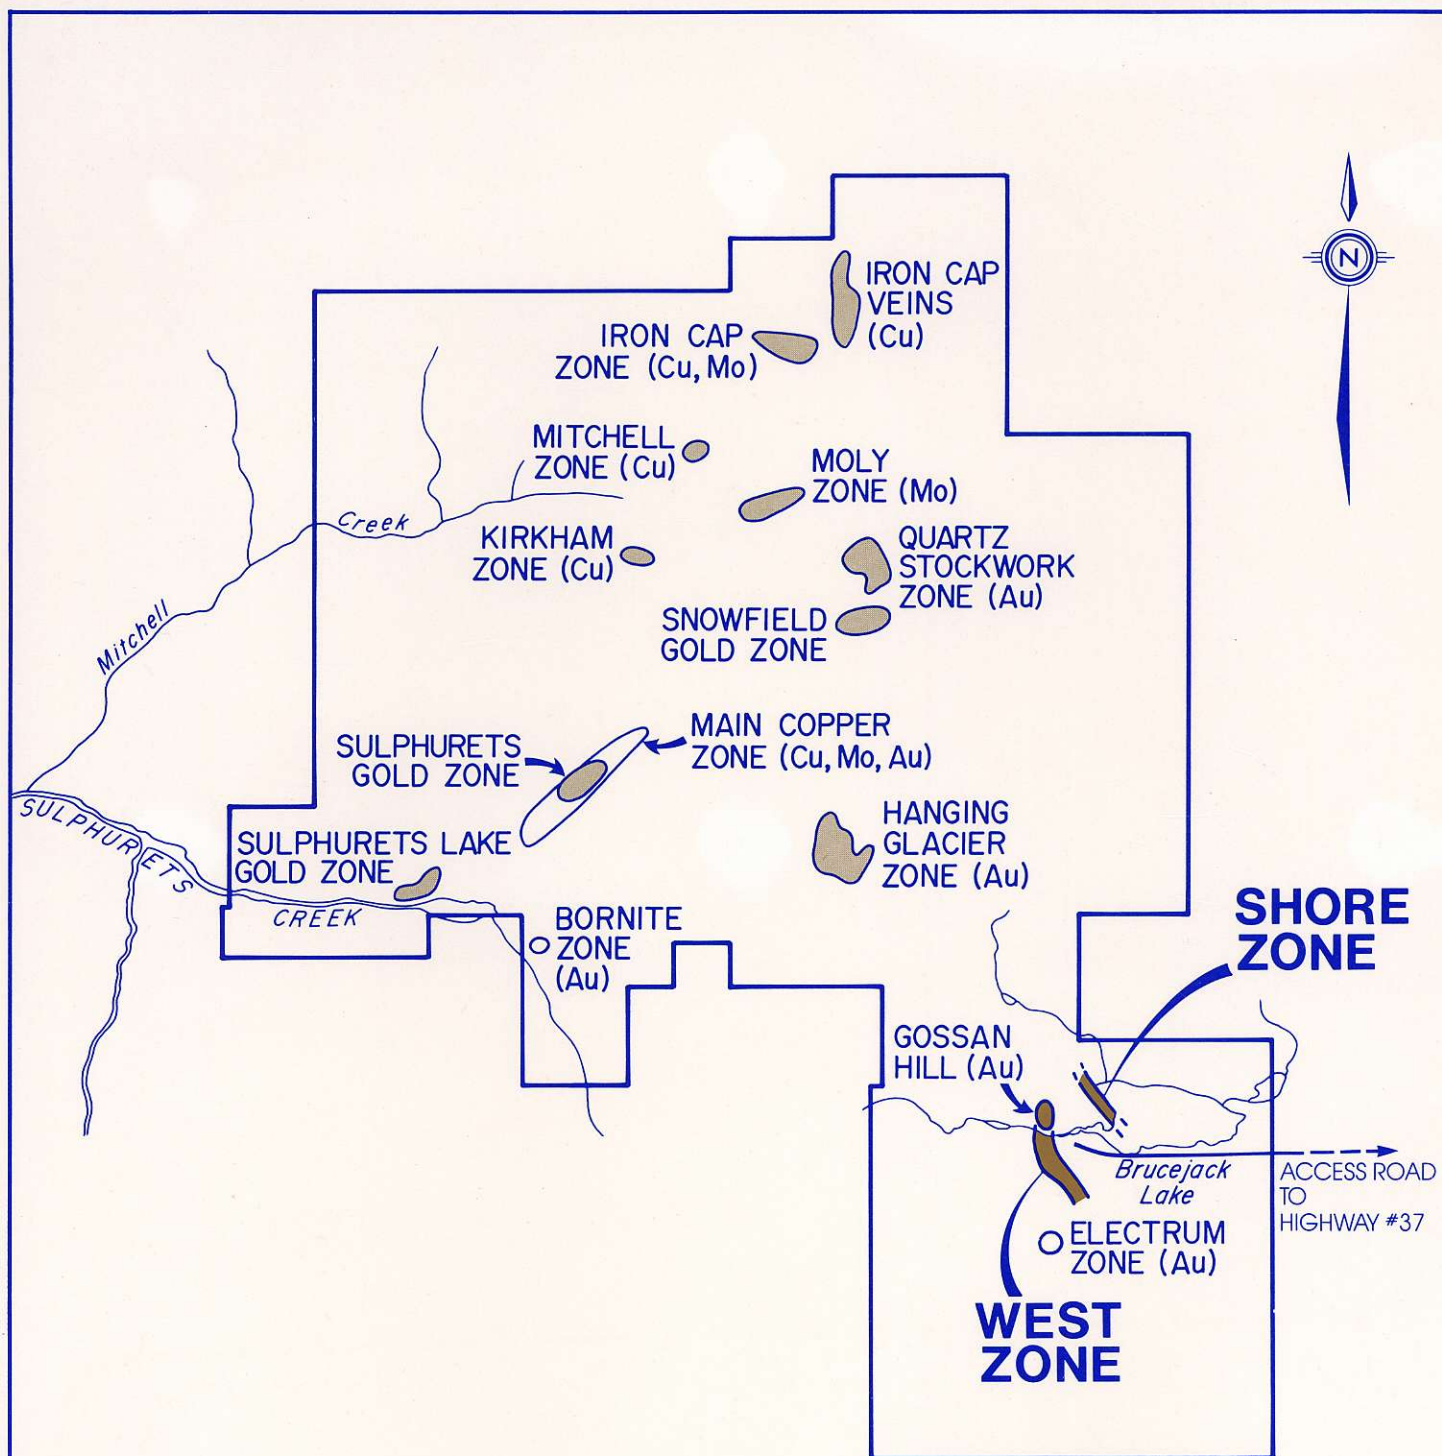 N
IRON CAP
VEINS
(Cu)
IRON CAP
ZONE (Cu, Mo)
MITCHELL
ZONE (Cu)
MOLY
ZONE (Mo)
Creek
KIRKHAM
ZONE (Cu)
QUARTZ
STOCKWORK
ZONE (Au)
Mitchell
SNOWFIELD
GOLD ZONE
MAIN COPPER
ZONE (Cu, Mo, Au)
SULPHURETS
GOLD ZONE
SULPHURETS
CREEK
SULPHURETS LAKE
GOLD ZONE
HANGING
GLACIER
ZONE (Au)
BORNITE
ZONE
(Au)
SHORE
ZONE
GOSSAN
HILL (Au)
Brucejack
Lake
ACCESS ROAD
TO
HIGHWAY #37
ELECTRUM
ZONE (Au)
WEST
ZONE